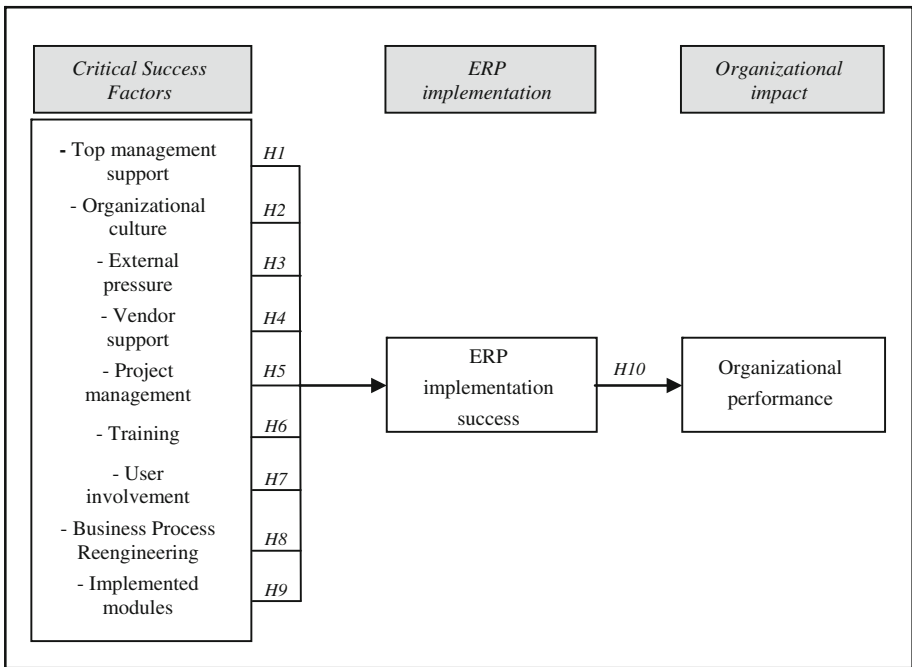 Critical Success
Factors
ERP
implementation
Organizational
impact
- Top management
support
H1
- Organizational
culture
H2
- External
pressure
H3
- Vendor
support
H4
- Project
management
H5
- Training
H6
- User
involvement
H7
- Business Process
Reengineering
H8
- Implemented
modules
H9
ERP
implementation
success
H10
Organizational
performance